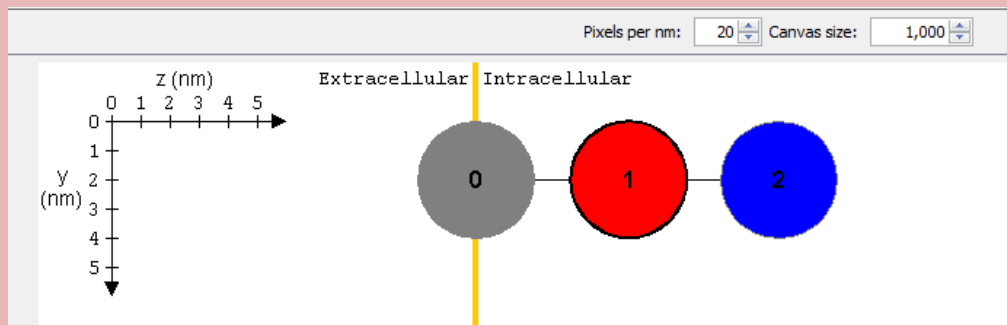 Pixels per nm: 20 Canvas size: 1,000
z (nm)
0 1 2 3 4 5
Extracellular Intracellular
0
1
2
3
4
5
y
(nm)
0 1 2